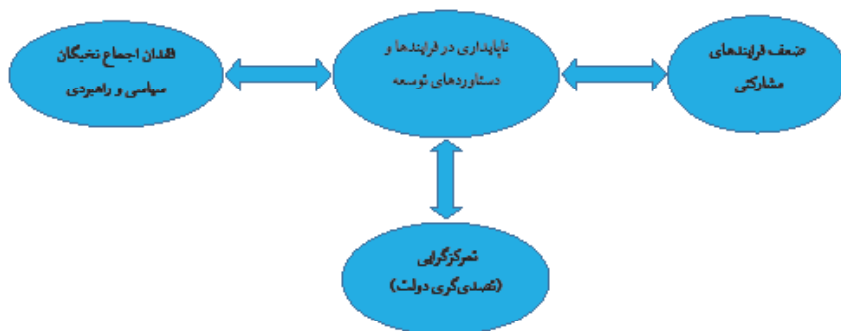 ضعف فرایندهای
مشارکتی
ناپایداری در فرایندها و
دستاوردهای توسعه
فقدان اجماع نخبگان
سیاسی و راهبردی
تمرکزگرایی
(تصدی‌گری دولت)